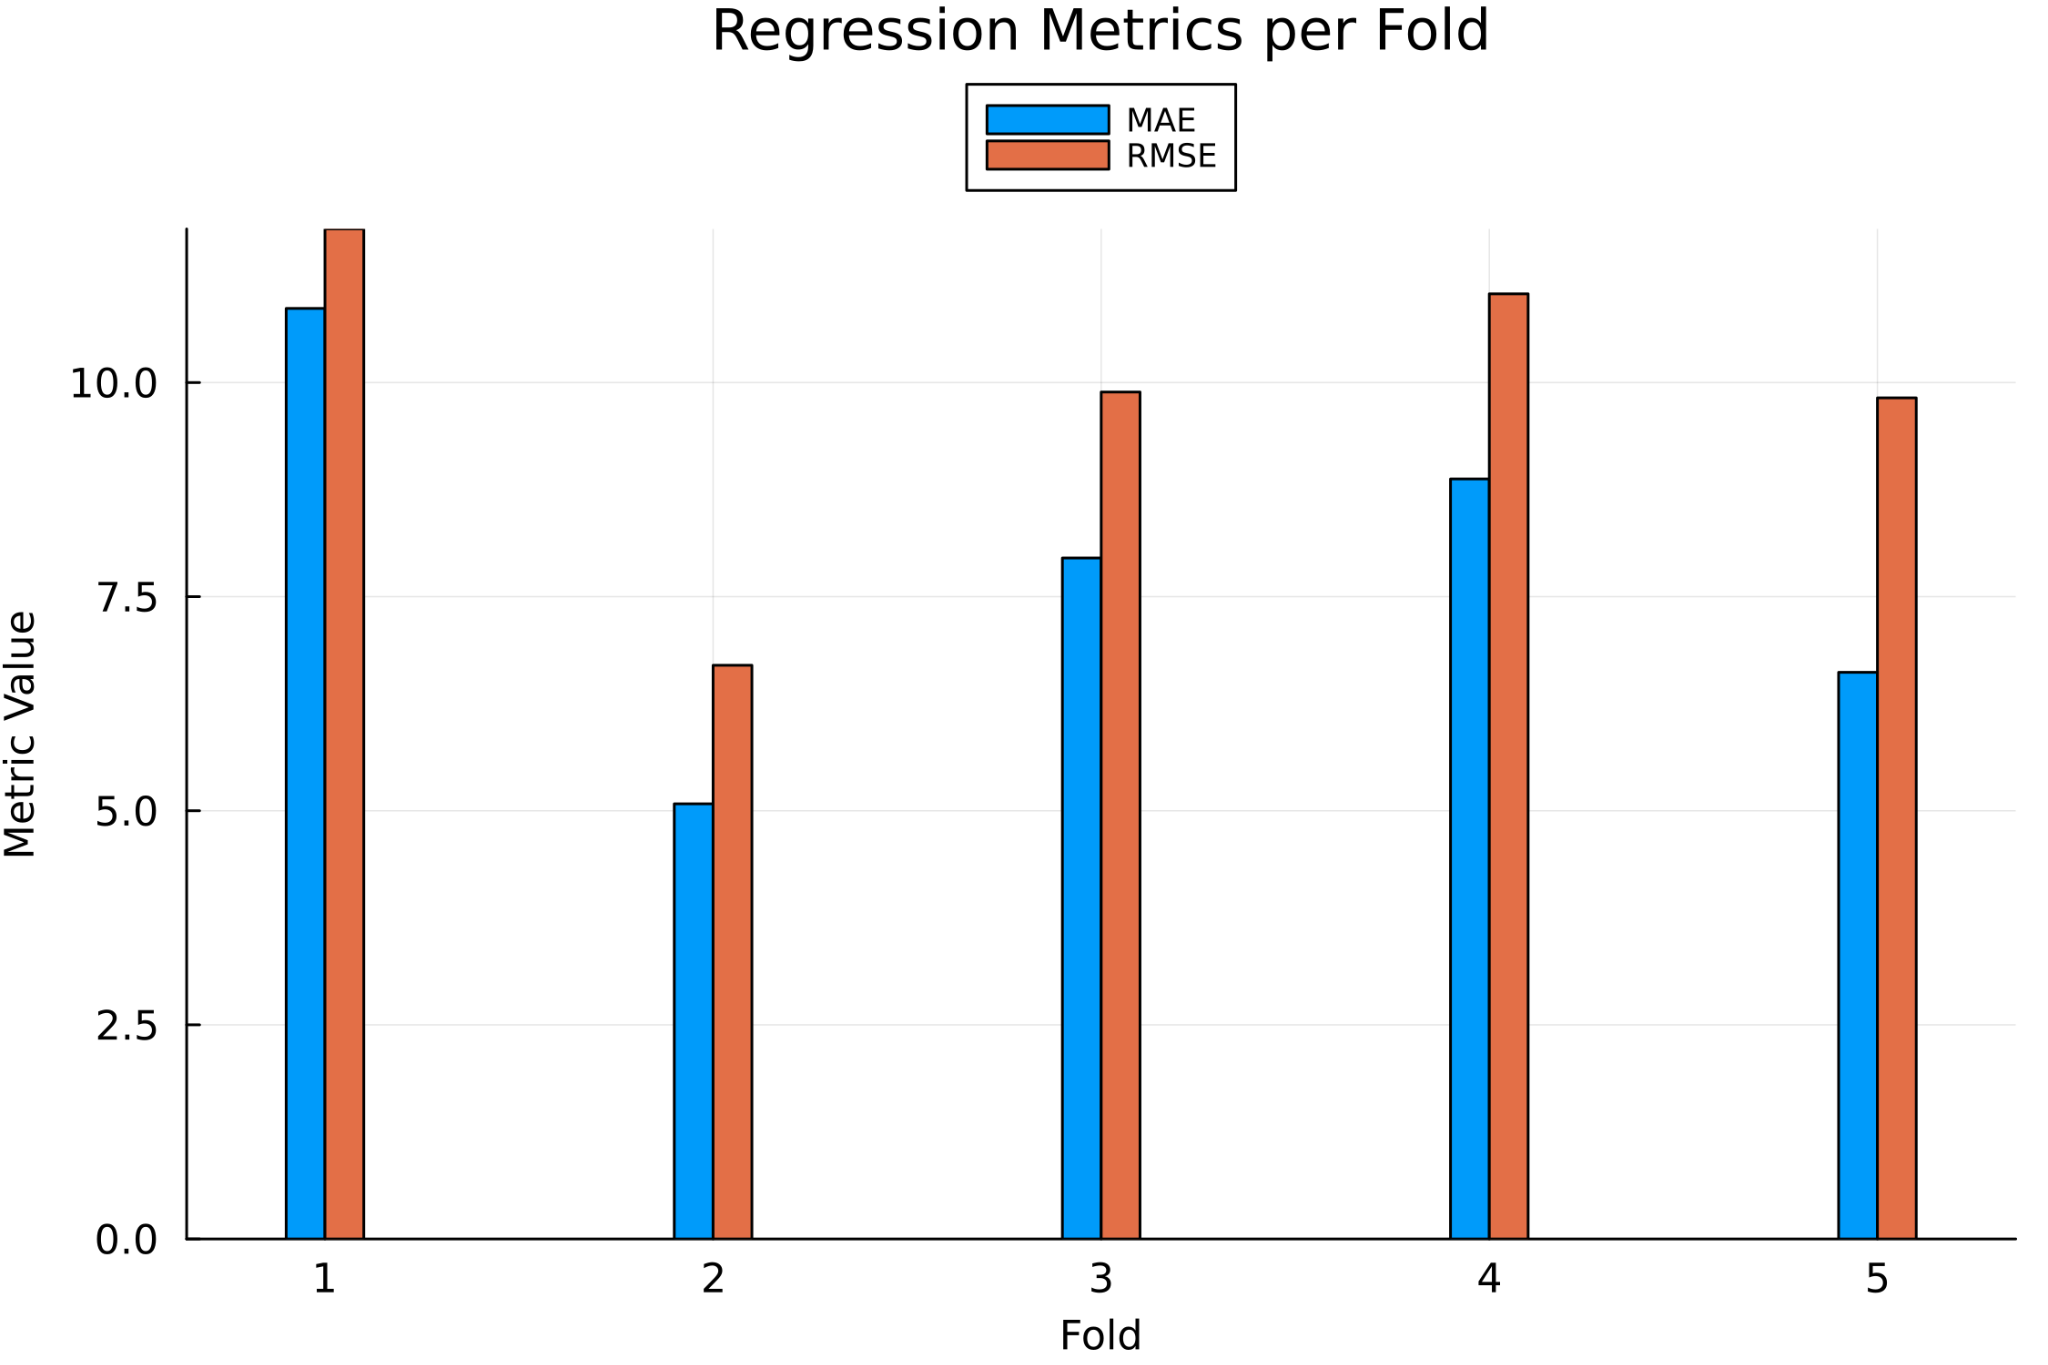 Regression Metrics per Fold
MAE
RMSE
Metric Value
10.0
7.5
5.0
2.5
0.0
1 2 3 4 5
Fold